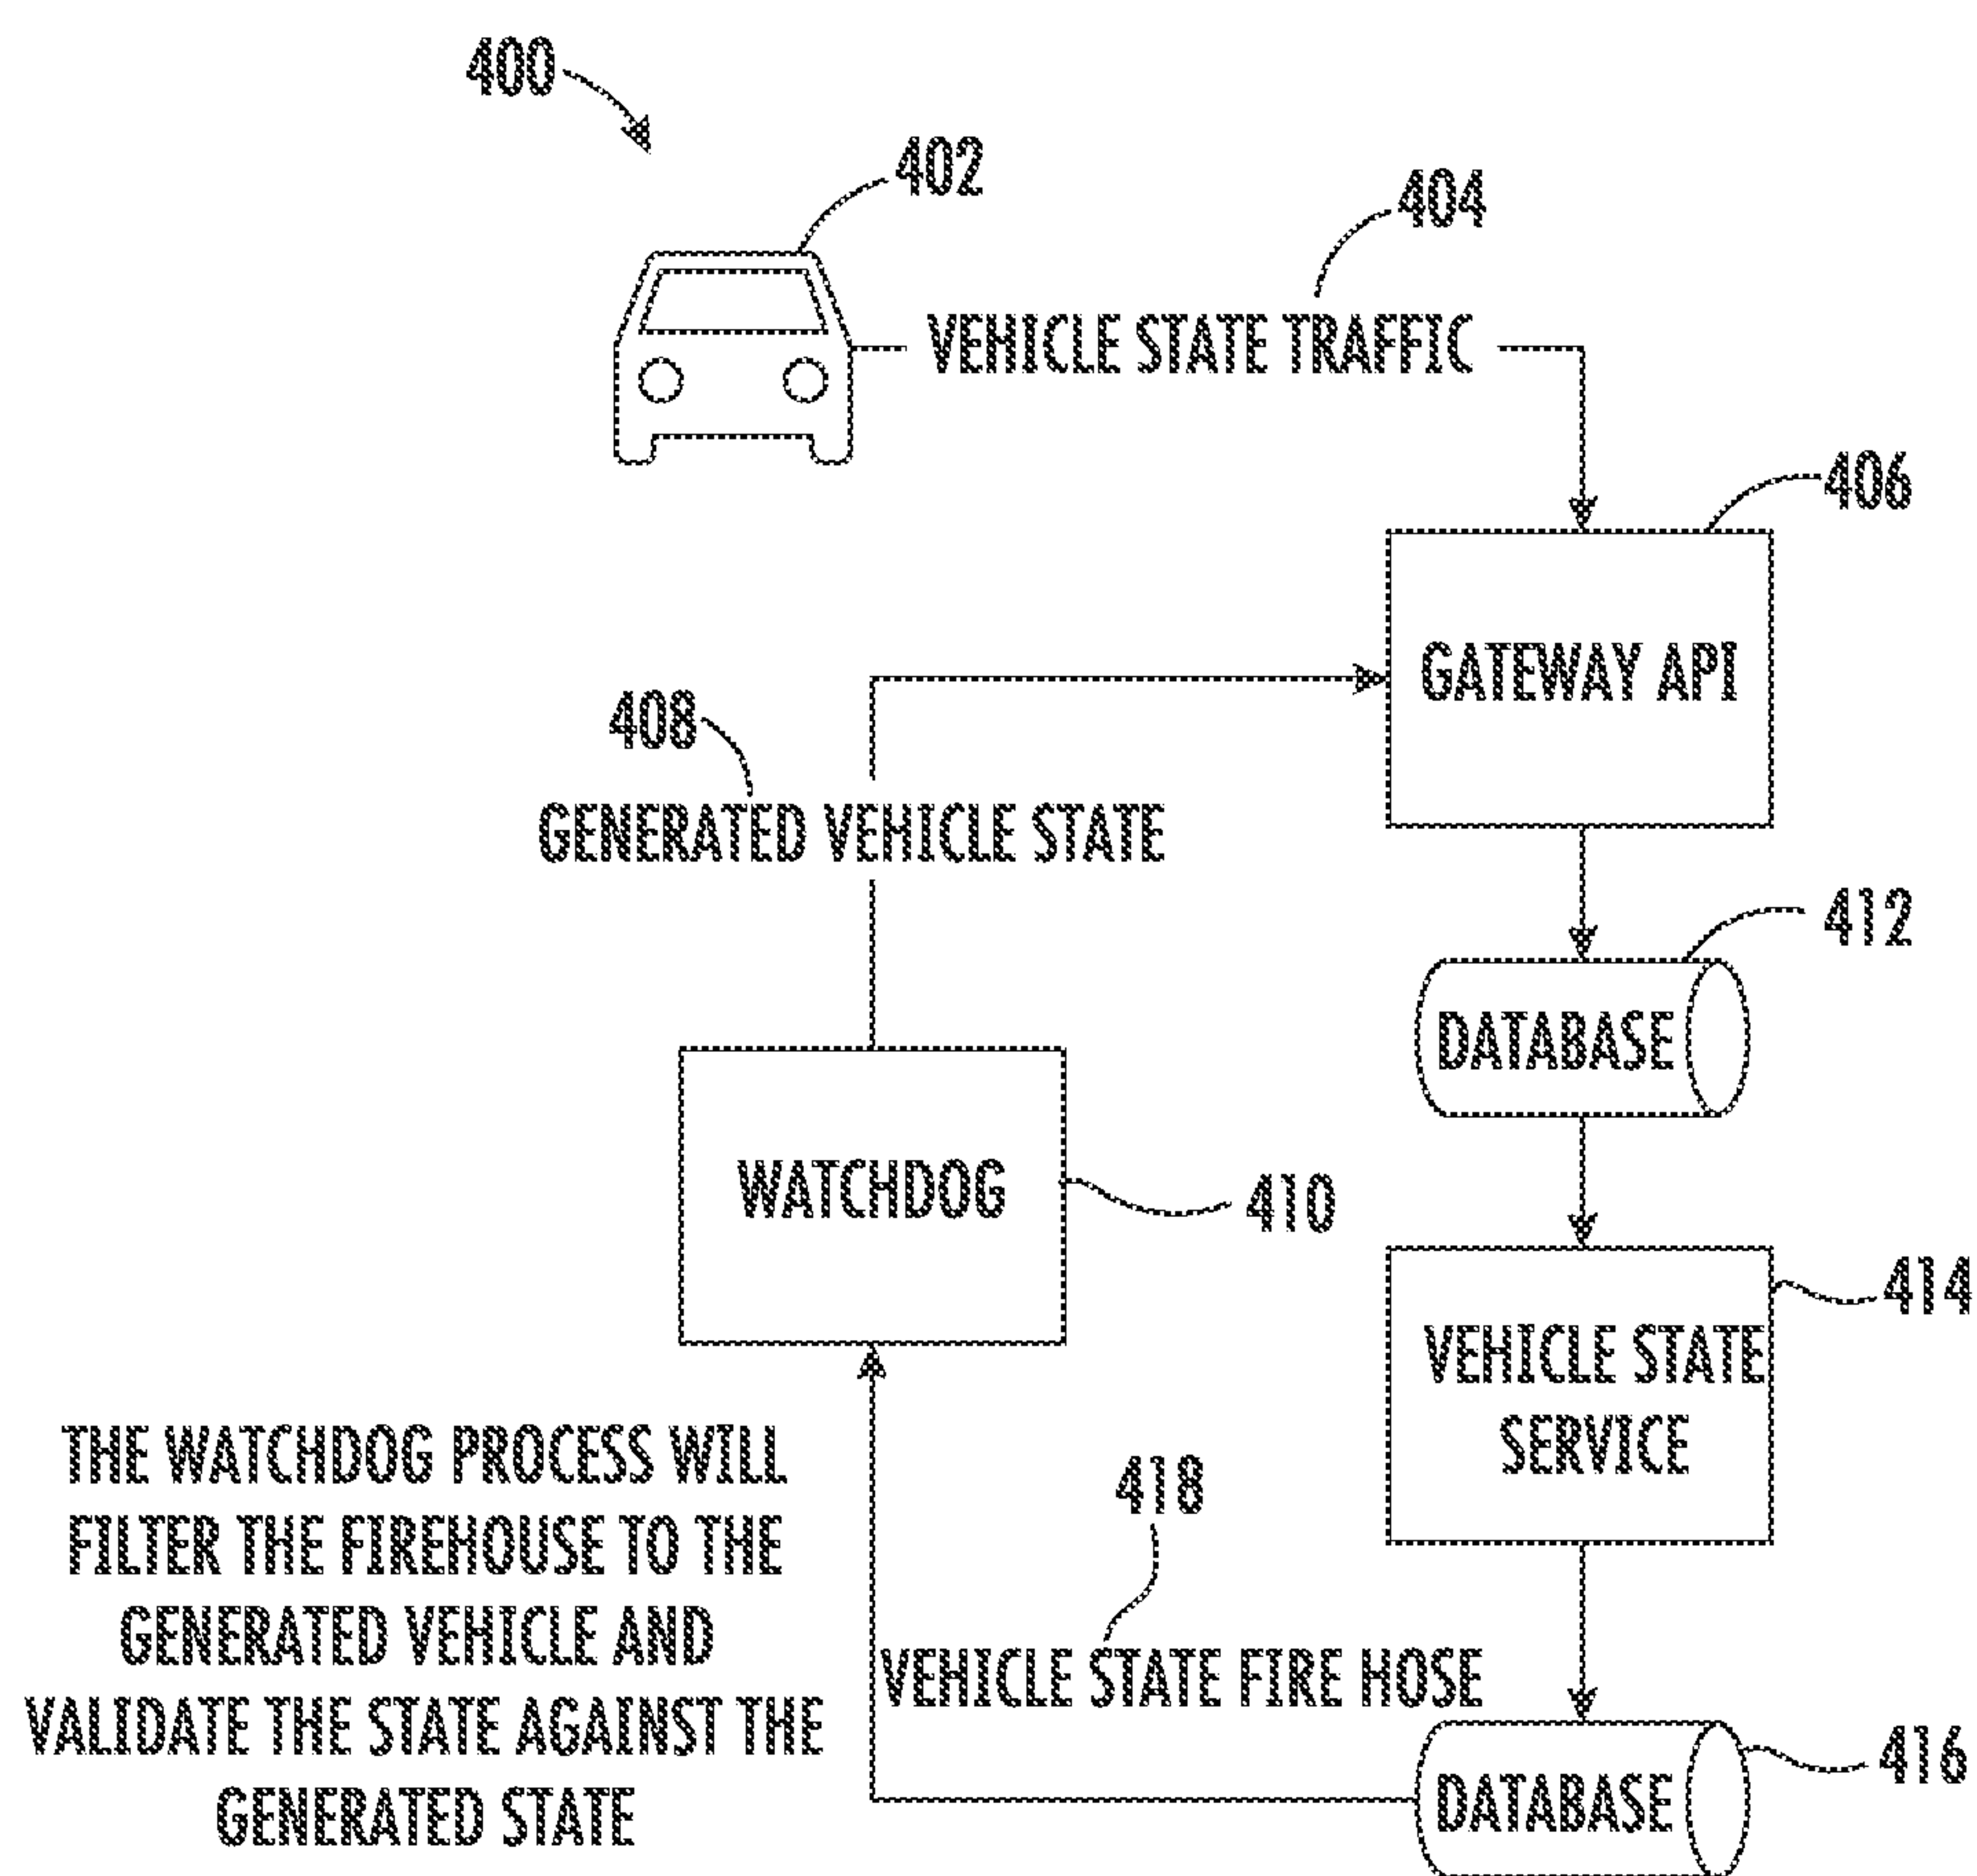 400
402
404
VEHICLE STATE TRAFFIC
406
GATEWAY API
408
GENERATED VEHICLE STATE
412
DATABASE
WATCHDOG
410
414
VEHICLE STATE
SERVICE
THE WATCHDOG PROCESS WILL
FILTER THE FIREHOUSE TO THE
GENERATED VEHICLE AND
VALIDATE THE STATE AGAINST THE
GENERATED STATE
418
VEHICLE STATE FIRE HOSE
416
DATABASE